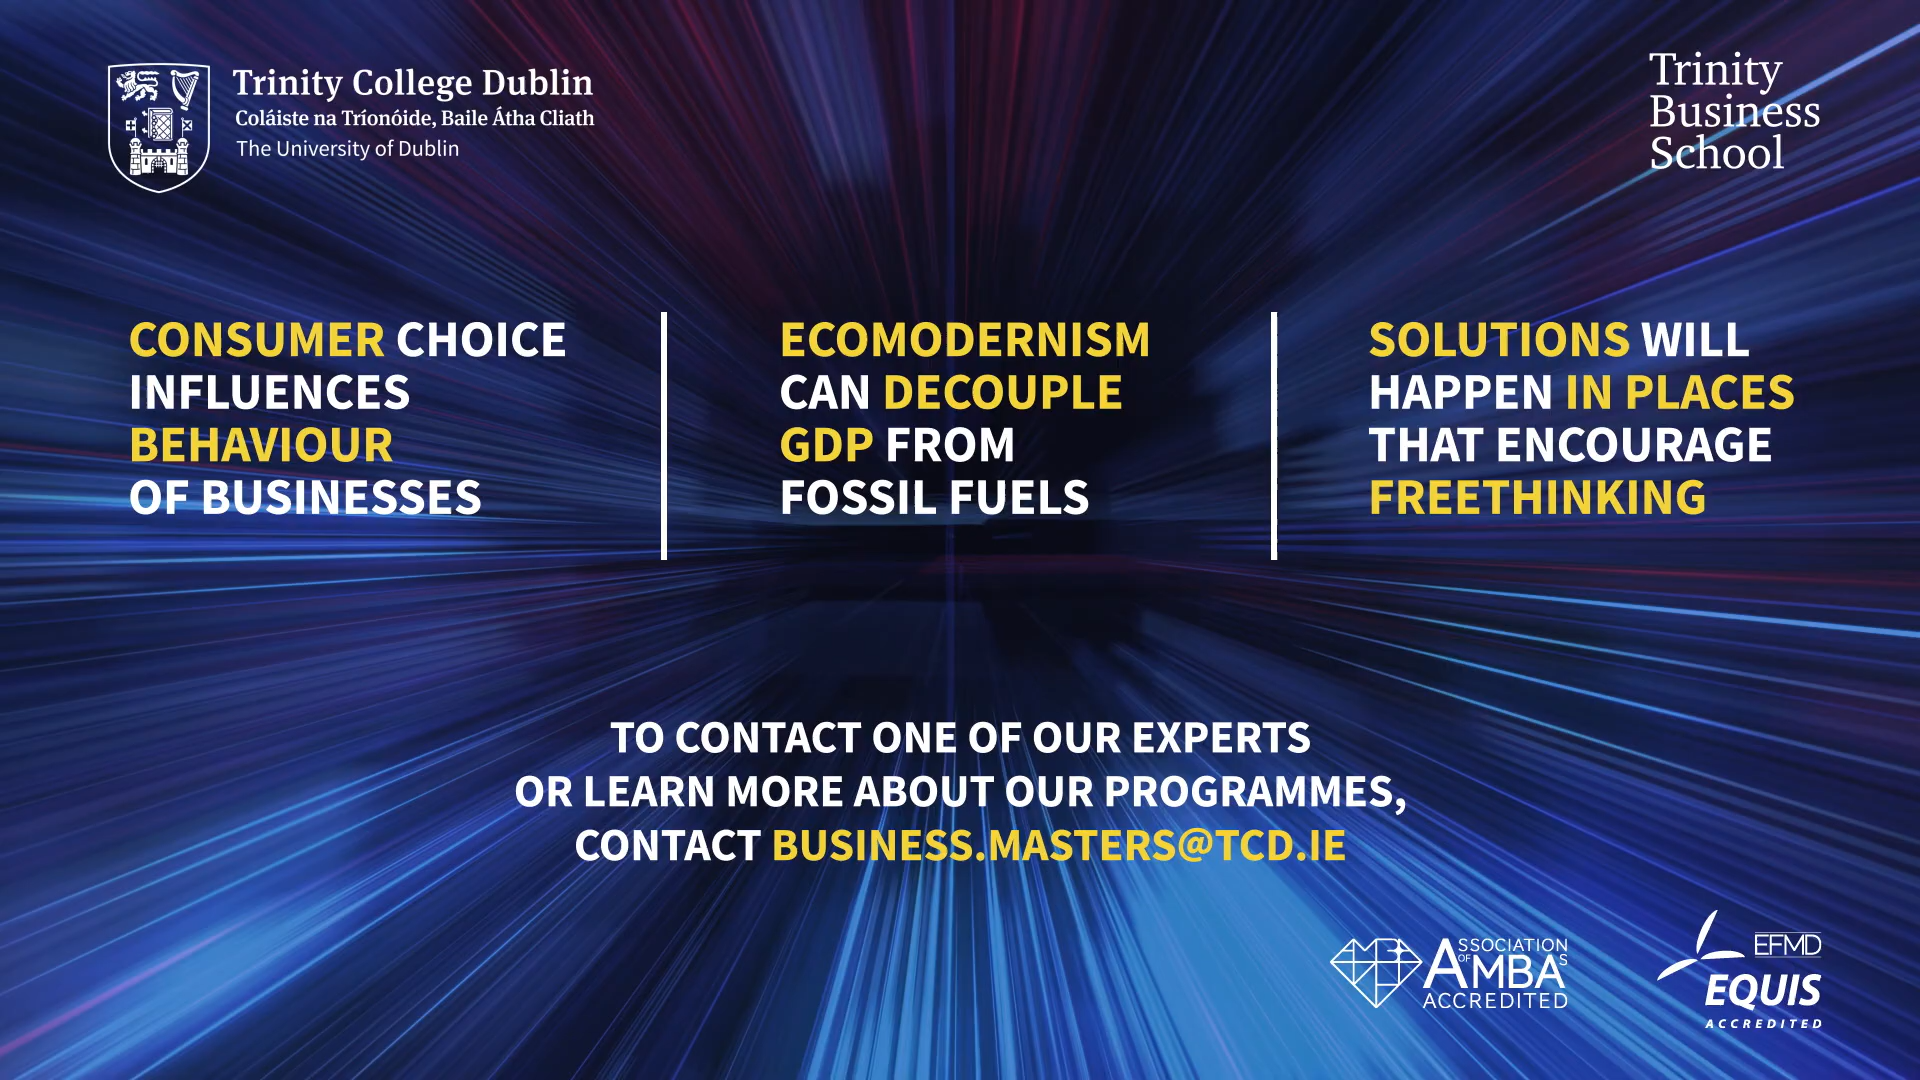 Trinity College Dublin
Coláiste na Tríonóide, Baile Átha Cliath
The University of Dublin
Trinity
Business
School
CONSUMER CHOICE
INFLUENCES
BEHAVIOUR
OF BUSINESSES
ECOMODERNISM
CAN DECOUPLE
GDP FROM
FOSSIL FUELS
SOLUTIONS WILL
HAPPEN IN PLACES
THAT ENCOURAGE
FREETHINKING
TO CONTACT ONE OF OUR EXPERTS
OR LEARN MORE ABOUT OUR PROGRAMMES,
CONTACT BUSINESS.MASTERS@TCD.IE
MBA
ASSOCIATION
OF AMBAS
ACCREDITED
EFMD
EQUIS
ACCREDITED